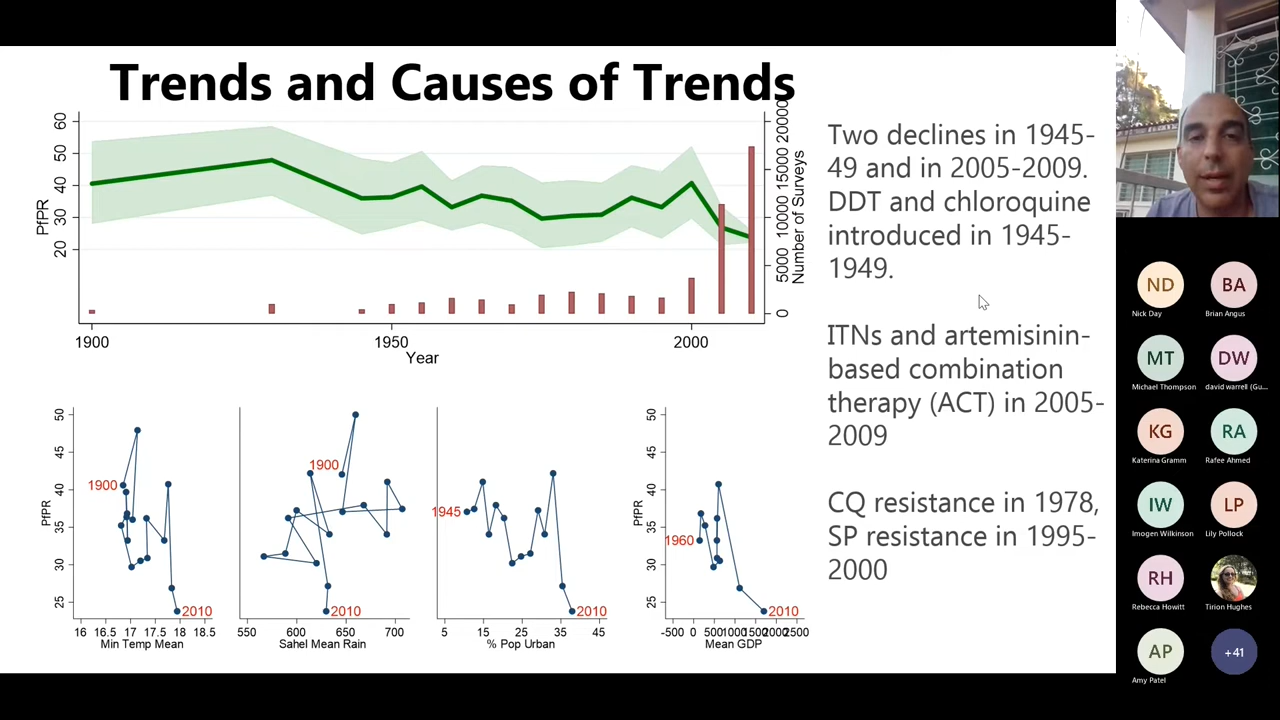 Trends and Causes of Trends
60
50
40
30
20
PfPR
20000
15000
10000
5000
0
Number of Surveys
1900
1950
2000
Year
Two declines in 1945-
49 and in 2005-2009.
DDT and chloroquine
introduced in 1945-
1949.
ITNs and artemisinin-
based combination
therapy (ACT) in 2005-
2009
CQ resistance in 1978,
SP resistance in 1995-
2000
50
45
40
35
30
25
PfPR
1900
2010
16 16.5 17 17.5 18 18.5
Min Temp Mean
1900
2010
550 600 650 700
Sahel Mean Rain
1945
2010
5 15 25 35 45
% Pop Urban
50
45
40
35
30
25
PfPR
1960
2010
-500 0 500 1000 1500 2000 2500
Mean GDP
ND
Nick Day
BA
Brian Angus
MT
Michael Thompson
DW
david warrell (Gu...
KG
Katerina Gramm
RA
Rafee Ahmed
IW
Imogen Wilkinson
LP
Lily Pollock
RH
Rebecca Howitt
Tirion Hughes
AP
Amy Patel
+41